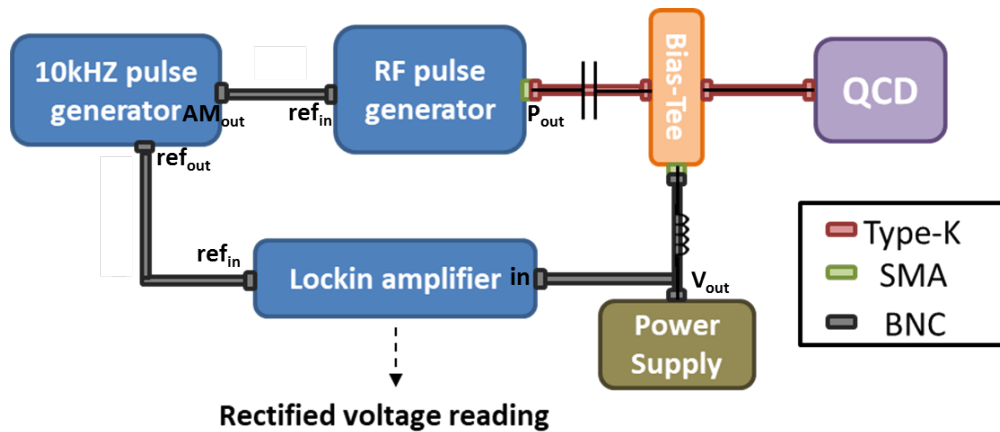 10kHZ pulse
generator
AMout
refout
refin
RF pulse
generator
Pout
Bias-Tee
QCD
refin
Lockin amplifier
in
Vout
Power
Supply
Rectified voltage reading
Type-K
SMA
BNC